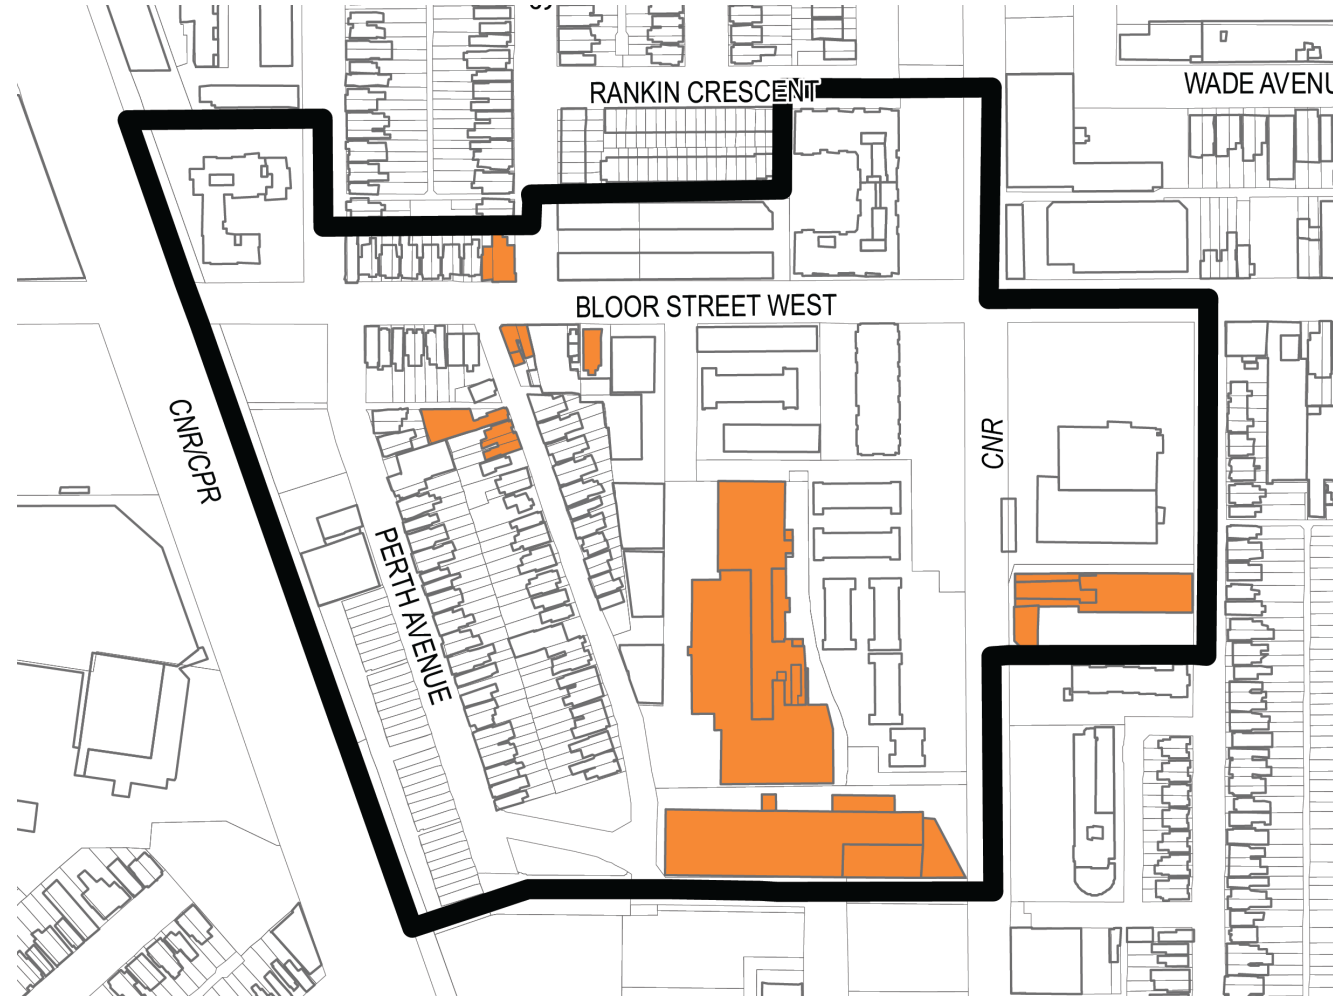 RANKIN CRESCENT
WADE AVENU
BLOOR STREET WEST
CNR/CPR
CNR
PERTH AVENUE